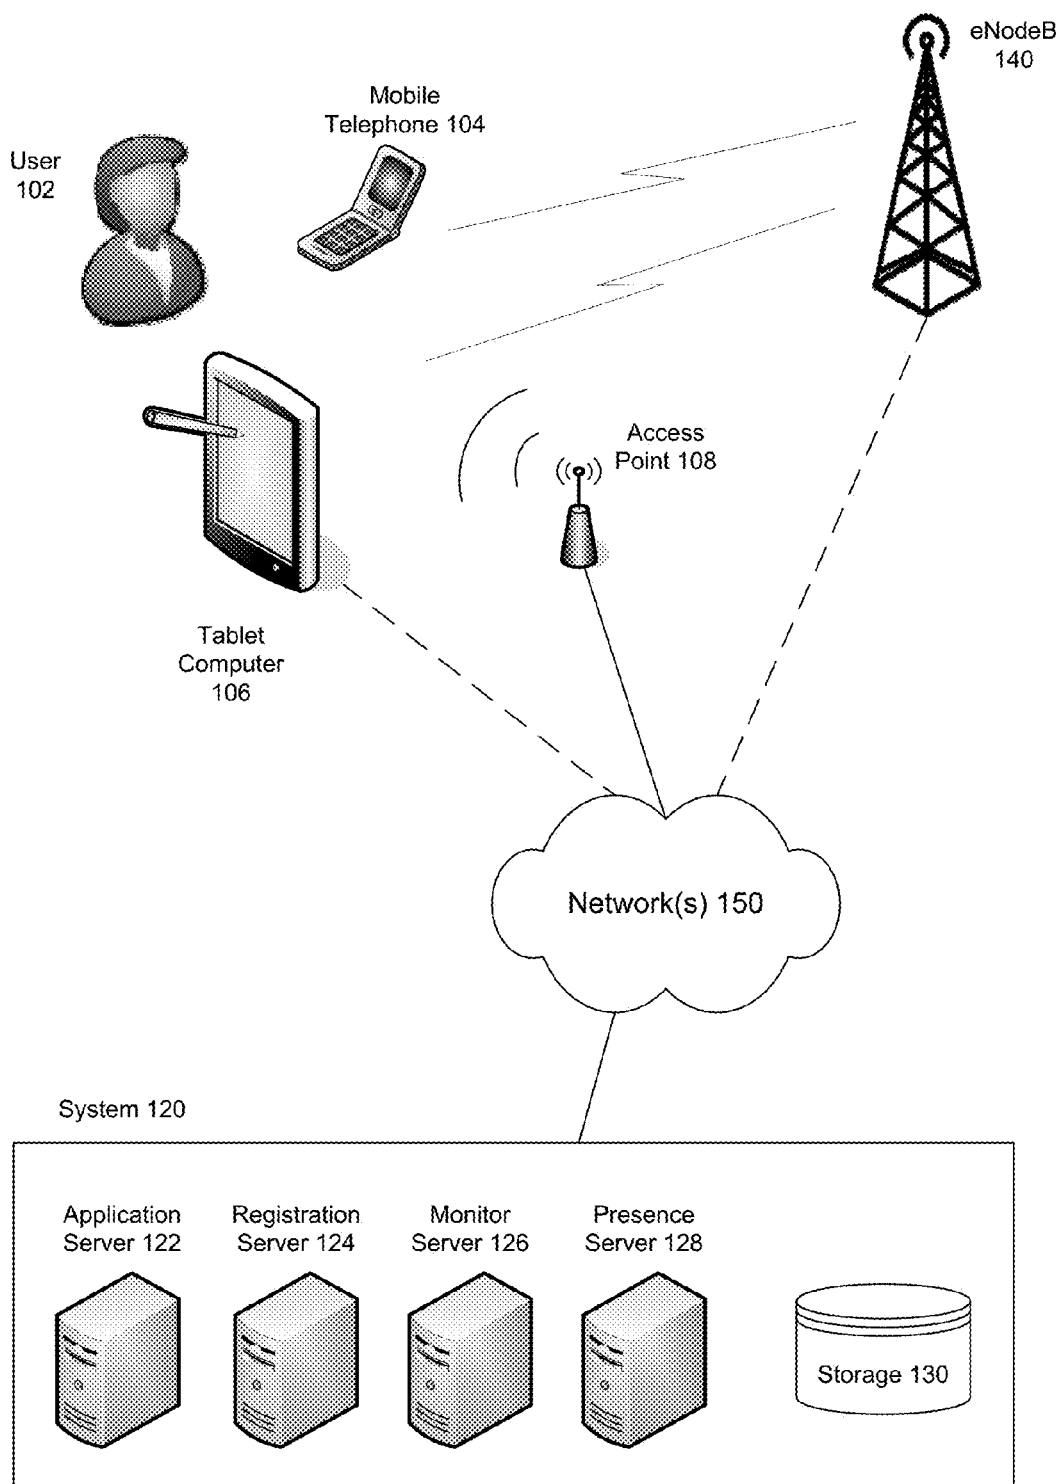 eNodeB
140
Mobile
Telephone 104
User
102
Access
Point 108
Tablet
Computer
106
Network(s) 150
System 120
Application
Server 122
Registration
Server 124
Monitor
Server 126
Presence
Server 128
Storage 130